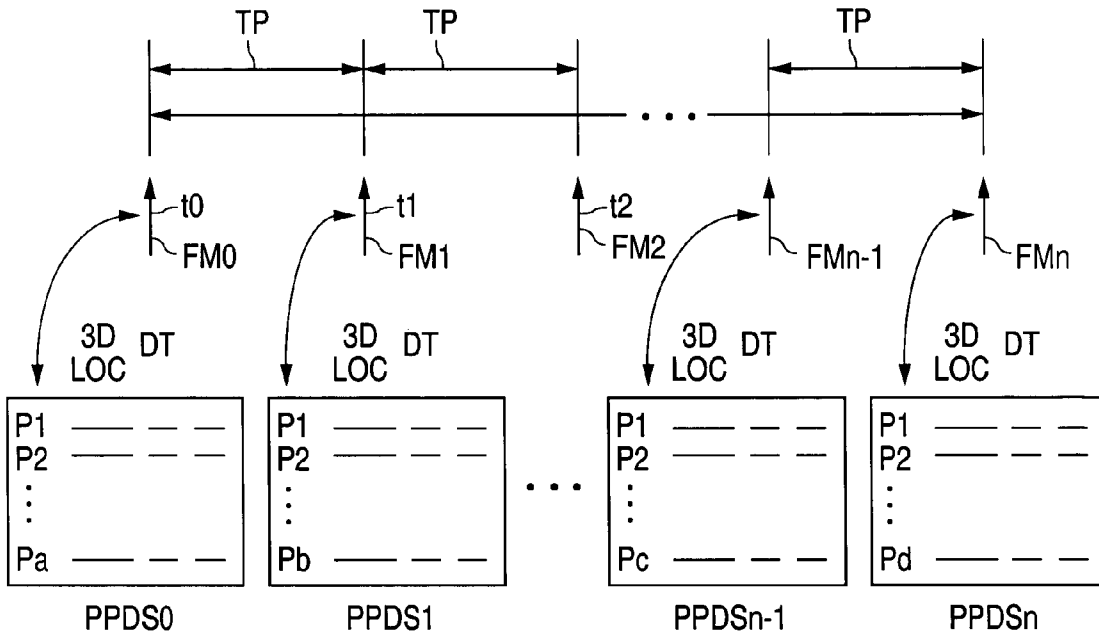 TP TP TP
t0 t1 t2
FM0 FM1 FM2 FMn-1 FMn
3D LOC DT 3D LOC DT 3D LOC DT 3D LOC DT
P1 P1 P1 P1
P2 P2 P2 P2
Pa Pb Pc Pd
PPDS0 PPDS1 PPDSn-1 PPDSn